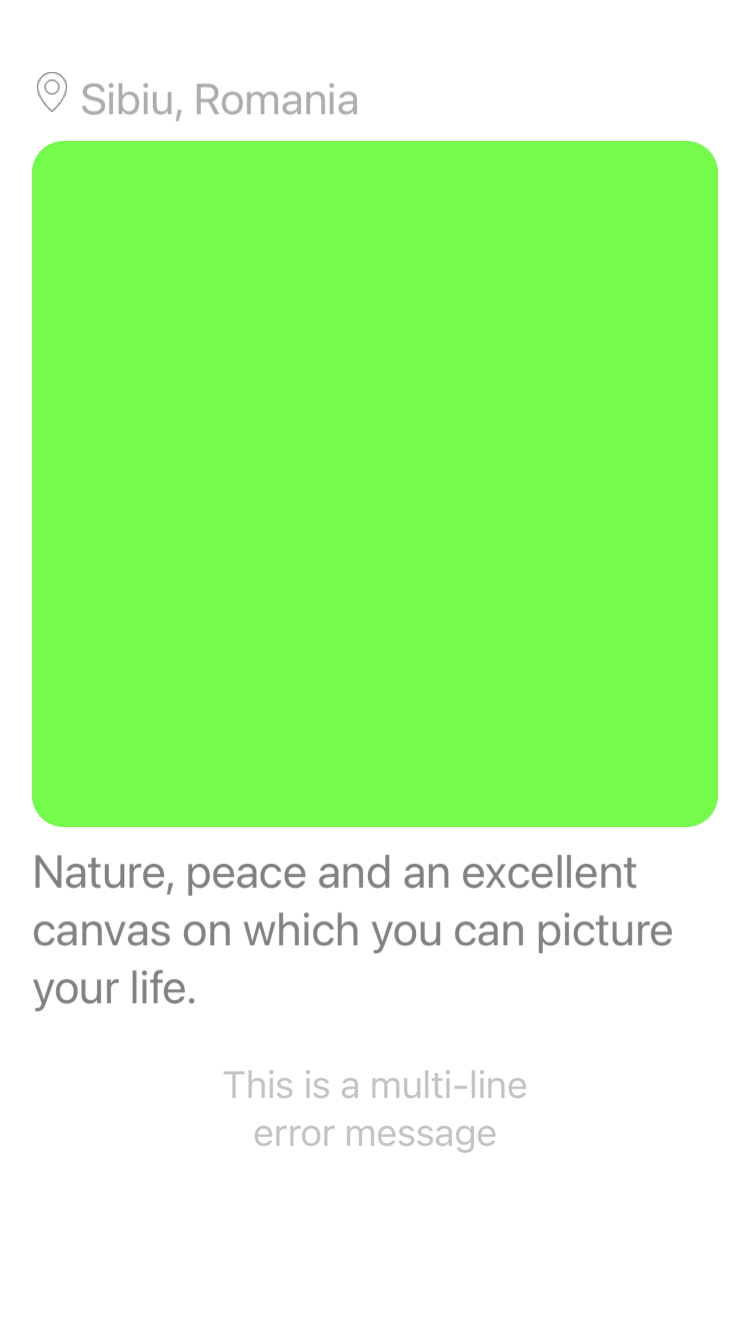 Sibiu, Romania
Nature, peace and an excellent
canvas on which you can picture
your life.
This is a multi-line
error message